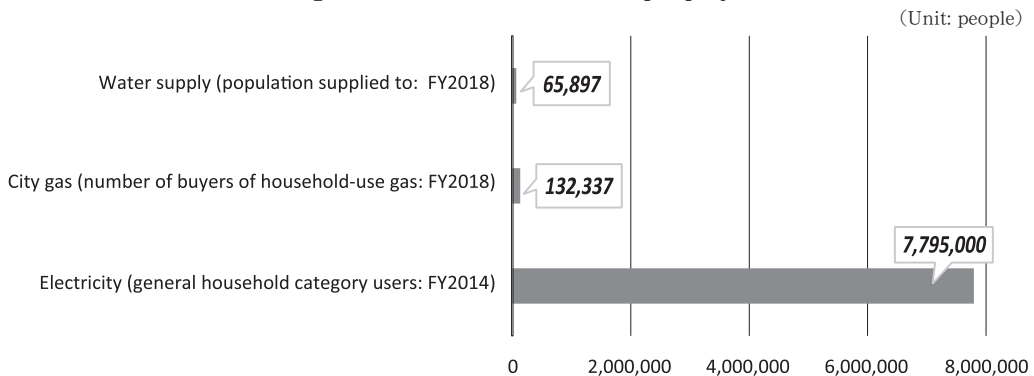 (Unit: people)
Water supply (population supplied to: FY2018)
65,897
City gas (number of buyers of household-use gas: FY2018)
132,337
7,795,000
Electricity (general household category users: FY2014)
0 2,000,000 4,000,000 6,000,000 8,000,000